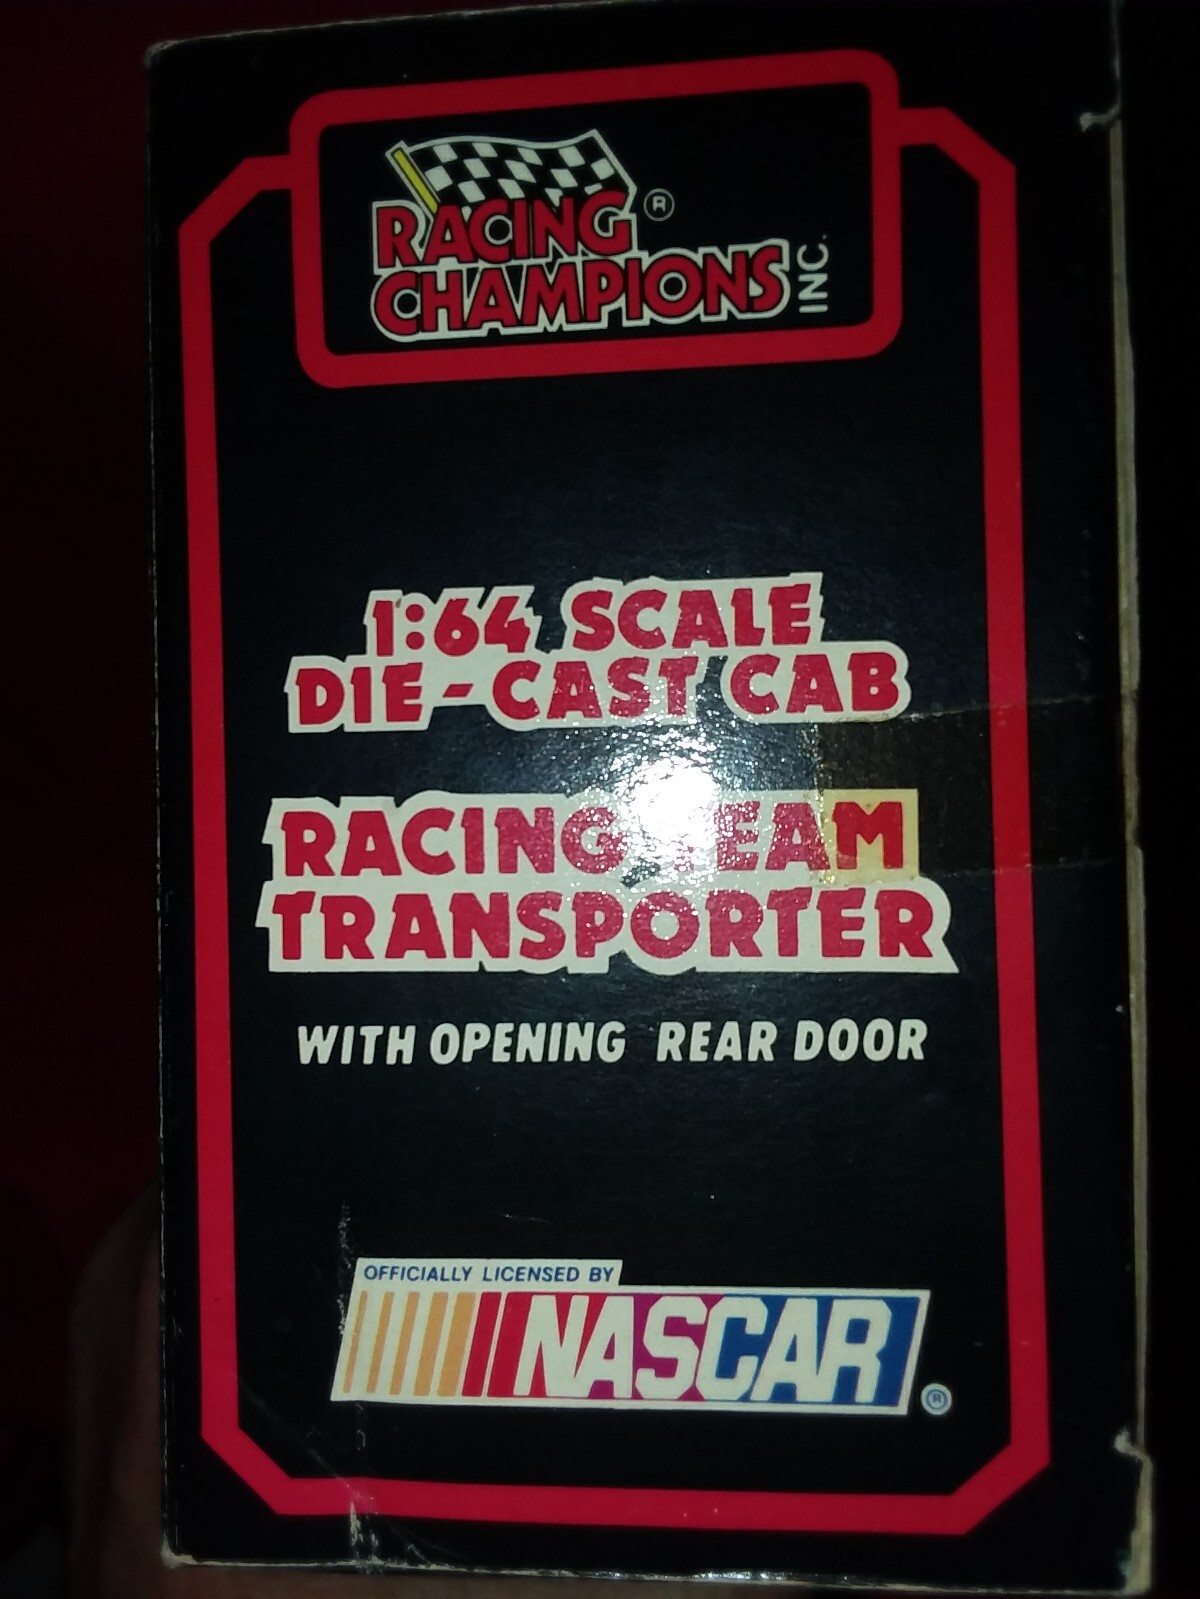 RACING ®
CHAMPIONS INC.
1:64 SCALE
DIE-CAST CAB
RACING TEAM
TRANSPORTER
WITH OPENING REAR DOOR
OFFICIALLY LICENSED BY
NASCAR ®